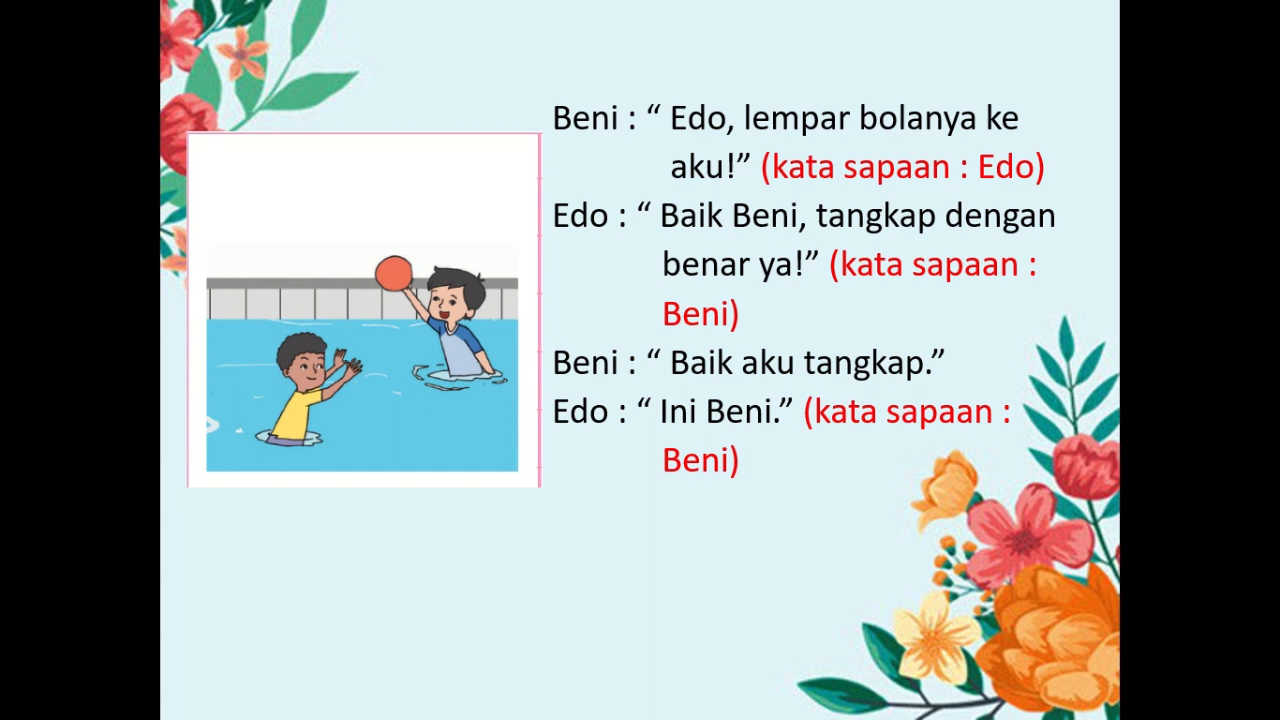 Beni : “ Edo, lempar bolanya ke
aku!” (kata sapaan : Edo)
Edo : “ Baik Beni, tangkap dengan
benar ya!” (kata sapaan :
Beni)
Beni : “ Baik aku tangkap.”
Edo : “ Ini Beni.” (kata sapaan :
Beni)